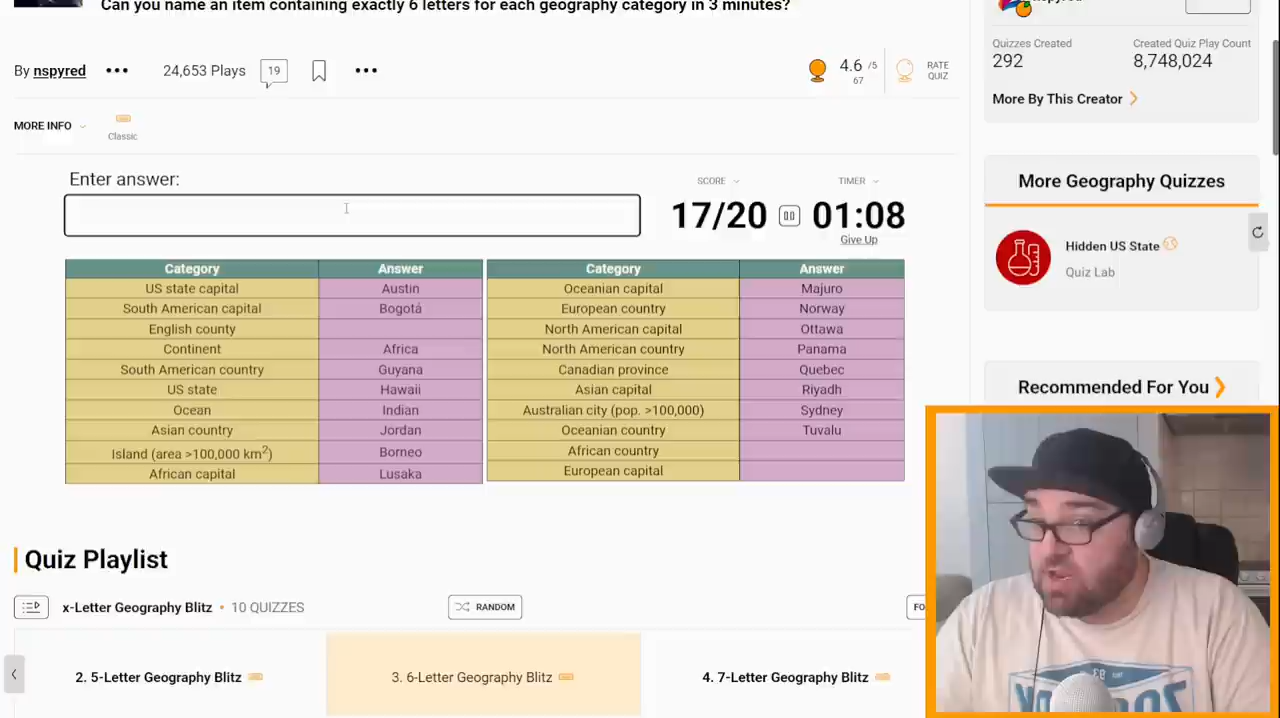 Can you name an item containing exactly 6 letters for each geography category in 3 minutes?
By nspyred ••• 24,653 Plays 19 •••
4.6 /5
67
RATE
QUIZ
MORE INFO
Classic
Enter answer:
SCORE
TIMER
17/20
01:08
Give Up
Category Answer Category Answer
US state capital Austin Oceanian capital Majuro
South American capital Bogotá European country Norway
English county North American capital Ottawa
Continent Africa North American country Panama
South American country Guyana Canadian province Quebec
US state Hawaii Asian capital Riyadh
Ocean Indian Australian city (pop. >100,000) Sydney
Asian country Jordan Oceanian country Tuvalu
Island (area >100,000 km²) Borneo African country
African capital Lusaka European capital
Quiz Playlist
x-Letter Geography Blitz • 10 QUIZZES
RANDOM
FO
2. 5-Letter Geography Blitz
3. 6-Letter Geography Blitz
4. 7-Letter Geography Blitz
Quizzes Created
Created Quiz Play Count
292
8,748,024
More By This Creator
More Geography Quizzes
Hidden US State
Quiz Lab
Recommended For You